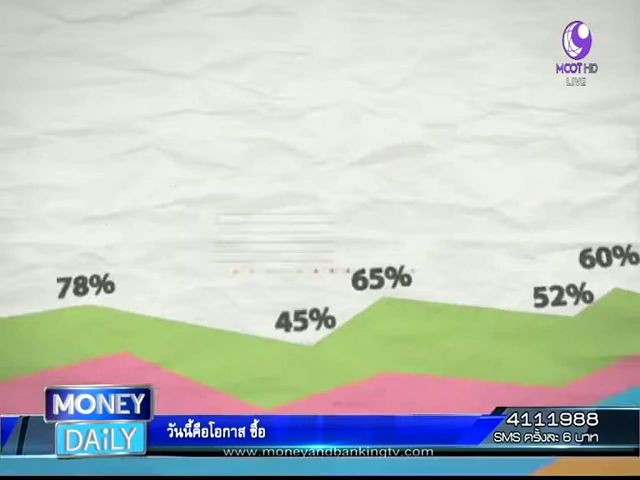 MCOT HD
LIVE
60%
78%
65%
52%
45%
MONEY
DAiLY
วันนี้คือโอกาส ซื้อ
4111988
SMS ครั้งละ 6 บาท
www.moneyandbankingtv.com